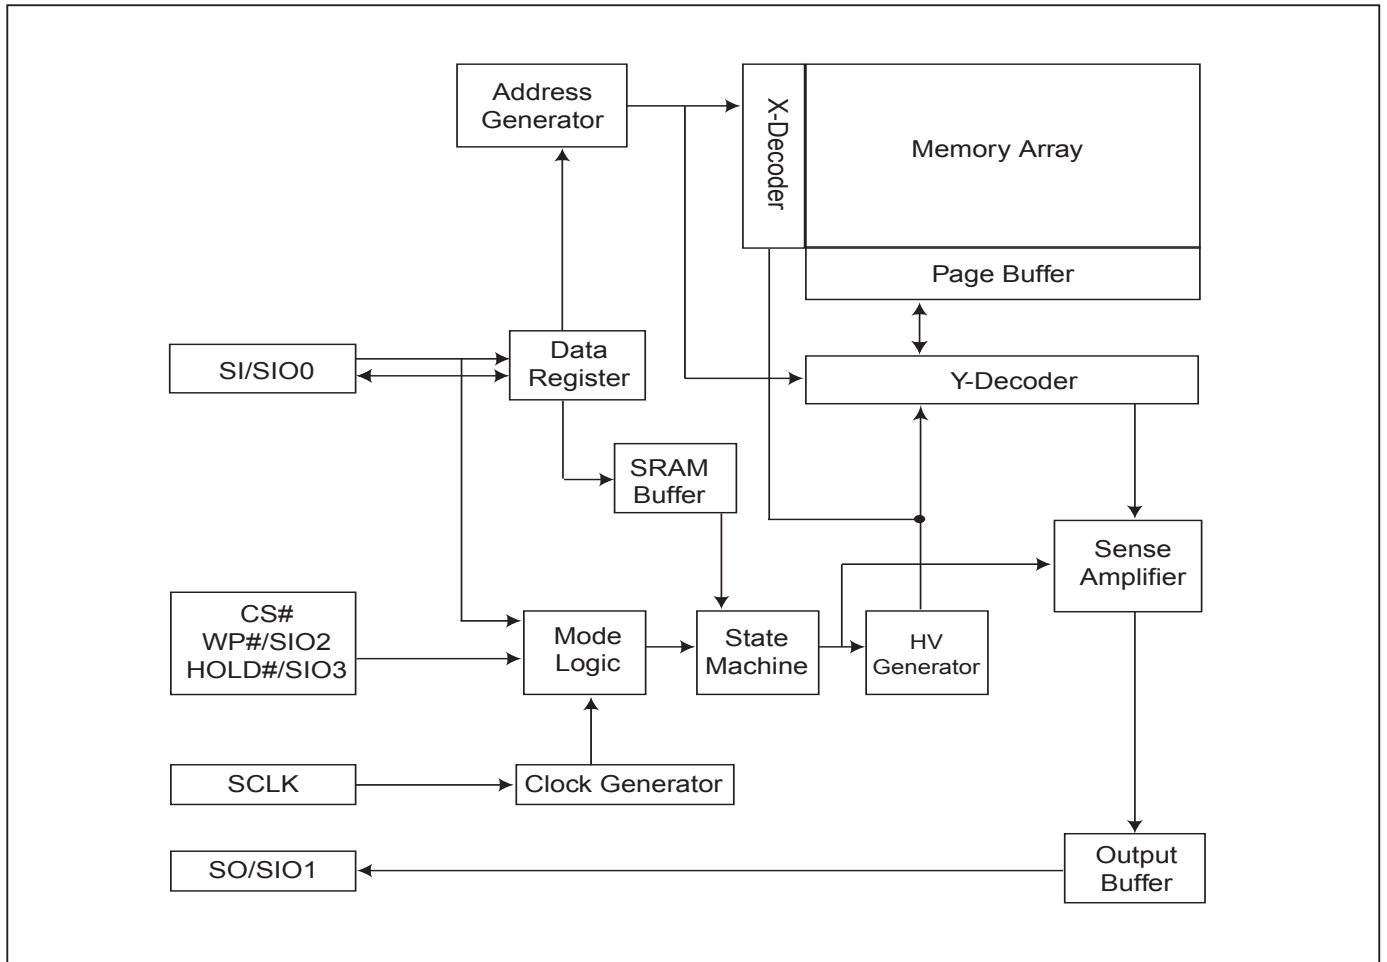 Address
Generator
X-Decoder
Memory Array
Page Buffer
SI/SIO0
Data
Register
Y-Decoder
SRAM
Buffer
Sense
Amplifier
CS#
WP#/SIO2
HOLD#/SIO3
Mode
Logic
State
Machine
HV
Generator
SCLK
Clock Generator
SO/SIO1
Output
Buffer